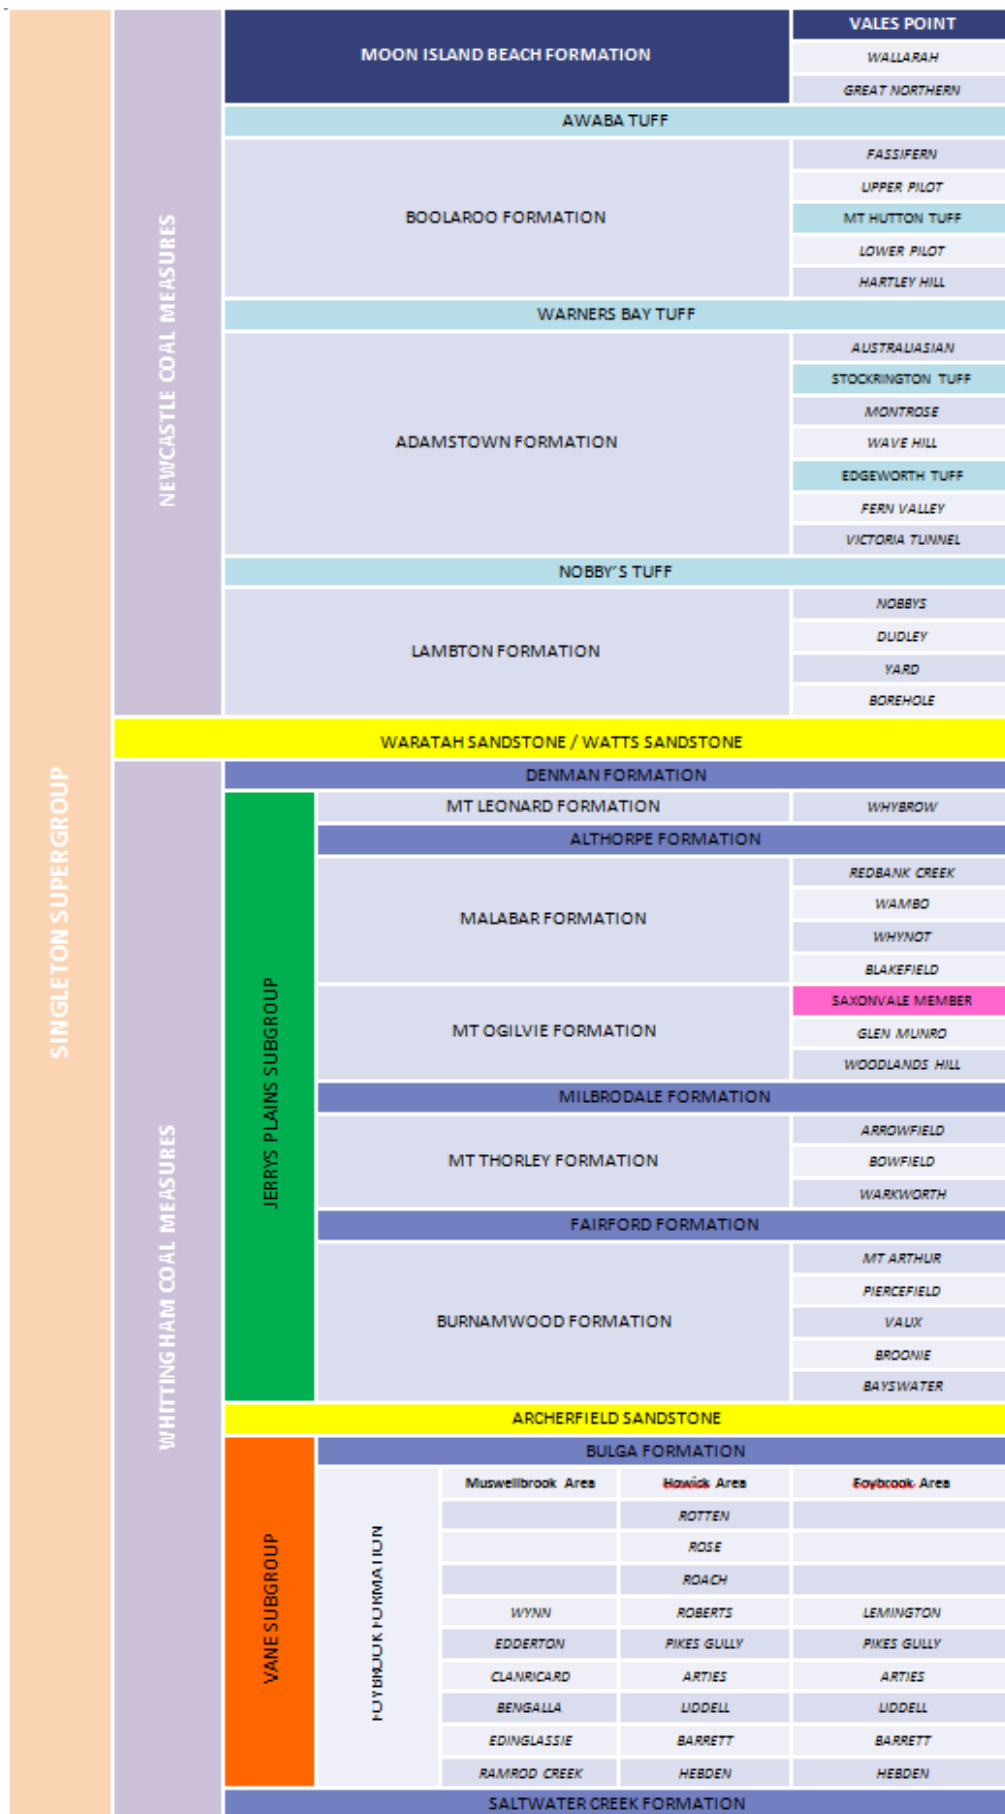 SINGLETON SUPERGROUP
NEWCASTLE COAL MEASURES
MOON ISLAND BEACH FORMATION
VALES POINT
WALLARAH
GREAT NORTHERN
AWABA TUFF
BOOLAROO FORMATION
FASSIFERN
UPPER PILOT
MT HUTTON TUFF
LOWER PILOT
HARTLEY HILL
WARNERS BAY TUFF
ADAMSTOWN FORMATION
AUSTRALIASIAN
STOCKRINGTON TUFF
MONTROSE
WAVE HILL
EDGEWORTH TUFF
FERN VALLEY
VICTORIA TUNNEL
NOBBY'S TUFF
LAMBTON FORMATION
NOBBYS
DUDLEY
YARD
BOREHOLE
WARATAH SANDSTONE / WATTS SANDSTONE
WHITTINGHAM COAL MEASURES
DENMAN FORMATION
JERRYS PLAINS SUBGROUP
MT LEONARD FORMATION
WHYBROW
ALTHORPE FORMATION
MALABAR FORMATION
REDBANK CREEK
WAMBO
WHYNOT
BLAKEFIELD
MT OGILVIE FORMATION
SAXONVALE MEMBER
GLEN MUNRO
WOODLANDS HILL
MILBRODALE FORMATION
MT THORLEY FORMATION
ARROWFIELD
BOWFIELD
WARKWORTH
FAIRFORD FORMATION
BURNAMWOOD FORMATION
MT ARTHUR
PIERCEFIELD
VAUX
BROONIE
BAYSWATER
ARCHERFIELD SANDSTONE
VANE SUBGROUP
BULGA FORMATION
FOYBROOK FORMATION
Muswellbrook Area
Howick Area
Foybrook Area
ROTTEN
ROSE
ROACH
WYNN
ROBERTS
LEMINGTON
EDDERTON
PIKES GULLY
PIKES GULLY
CLANRICARD
ARTIES
ARTIES
BENGALLA
LIDDELL
LIDDELL
EDINGLASSIE
BARRETT
BARRETT
RAMROD CREEK
HEBDEN
HEBDEN
SALTWATER CREEK FORMATION